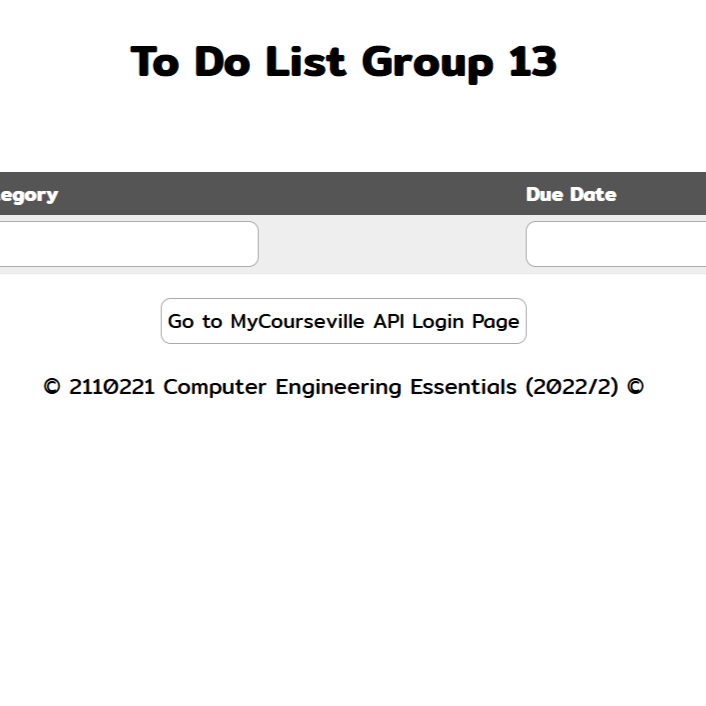 To Do List Group 13
egory Due Date
Go to MyCourseville API Login Page
© 2110221 Computer Engineering Essentials (2022/2) ©